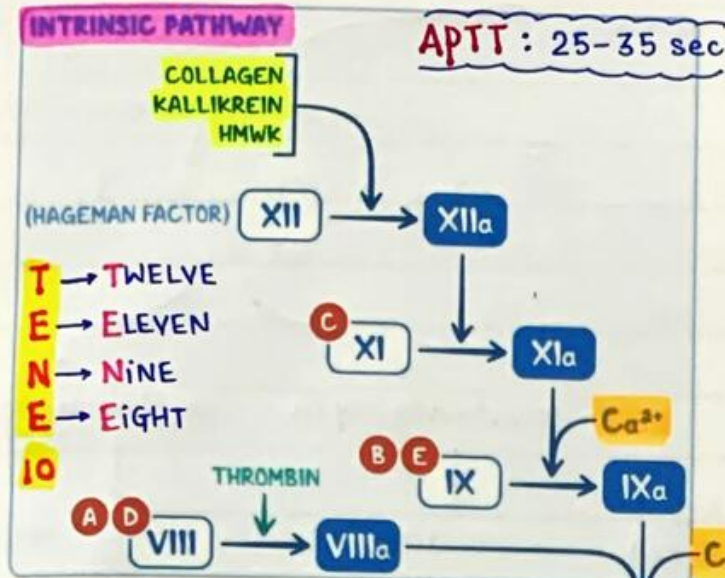 INTRINSIC PATHWAY
APTT : 25-35 sec
COLLAGEN
KALLIKREIN
HMWK
(HAGEMAN FACTOR) XII XIIa
T → TWELVE
E → ELEVEN
N → NiNE
E → EiGHT
10
C XI XIa
Ca²⁺
B E IX IXa
THROMBIN
A D VIII VIIIa
C